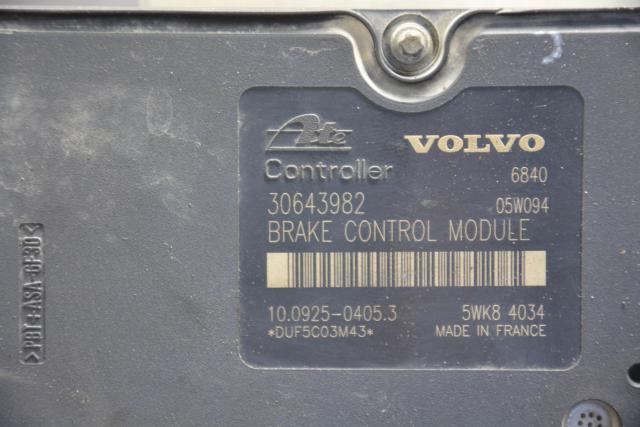 Ate VOLVO
Controller 6840
30643982 05W094
BRAKE CONTROL MODULE
10.0925-0405.3 5WK8 4034
*DUF5C03M43* MADE IN FRANCE
>PBT+ASA-GF30<